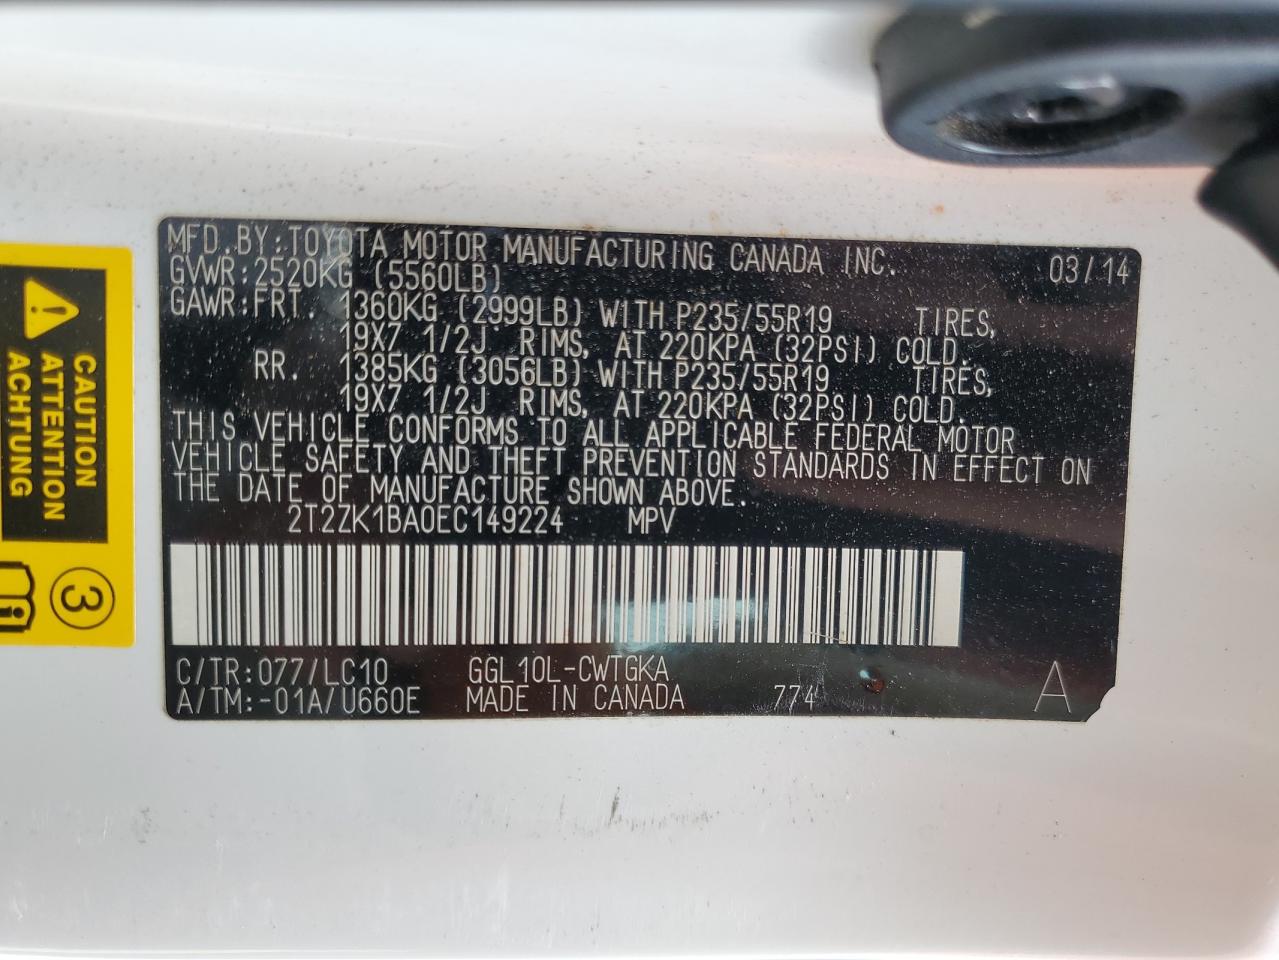 MFD.BY:TOYOTA MOTOR MANUFACTURING CANADA INC. 03/14
GVWR:2520KG (5560LB)
GAWR:FRT. 1360KG (2999LB) WITH P235/55R19 TIRES,
19X7 1/2J RIMS, AT 220KPA (32PSI) COLD.
RR. 1385KG (3056LB) WITH P235/55R19 TIRES,
19X7 1/2J RIMS, AT 220KPA (32PSI) COLD.
THIS VEHICLE CONFORMS TO ALL APPLICABLE FEDERAL MOTOR
VEHICLE SAFETY AND THEFT PREVENTION STANDARDS IN EFFECT ON
THE DATE OF MANUFACTURE SHOWN ABOVE.
2T2ZK1BA0EC149224 MPV
C/TR:077/LC10 GGL10L-CWTGKA
A/TM:-01A/U660E MADE IN CANADA 774 A
CAUTION
ATTENTION
ACHTUNG
3
i